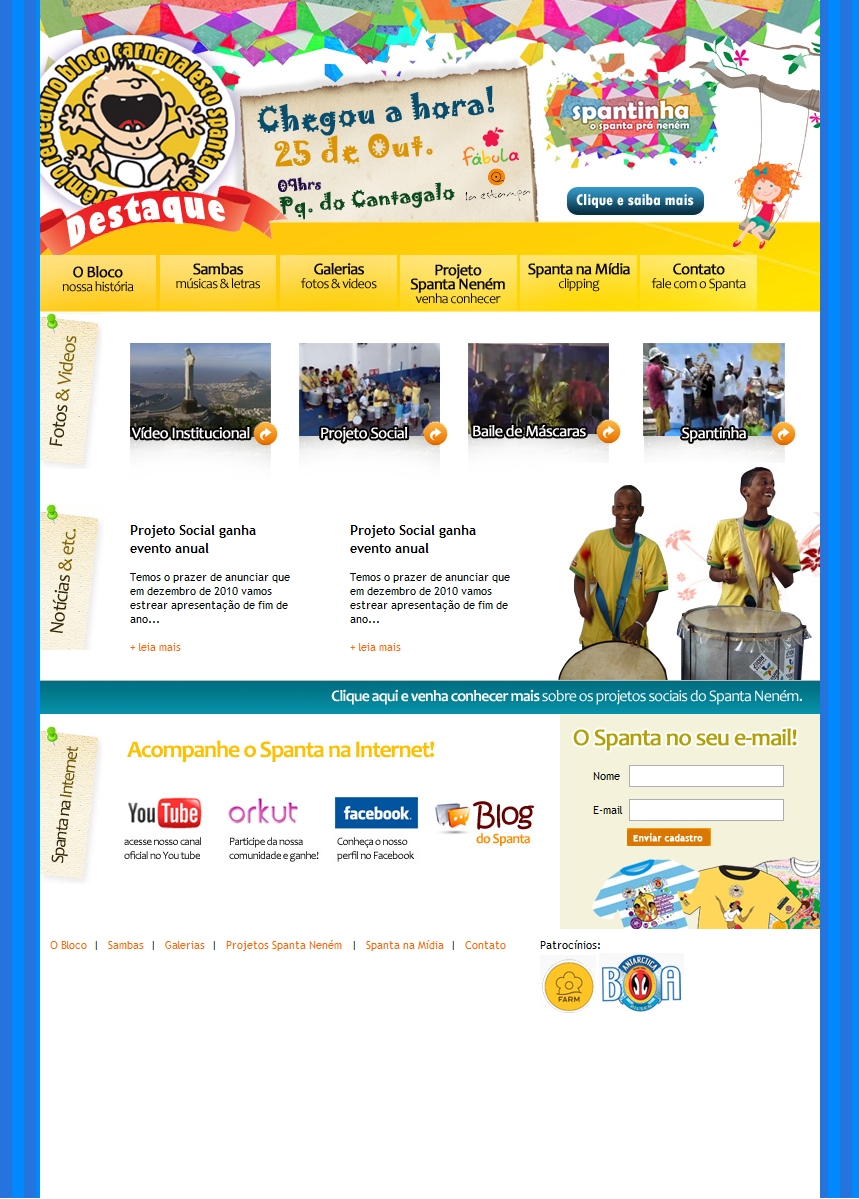 grêmio recreativo bloco carnavalesco spanta ne
Destaque
Chegou a hora!
25 de Out.
09hrs
Pq. do Cantagalo
fábula
la estampa
spantinha
o spanta prá neném
Clique e saiba mais
O Bloco
nossa história
Sambas
músicas & letras
Galerias
fotos & videos
Projeto
Spanta Neném
venha conhecer
Spanta na Mídia
clipping
Contato
fale com o Spanta
Fotos & Videos
Vídeo Institucional
Projeto Social
Baile de Máscaras
Spantinha
Notícias & etc.
Projeto Social ganha
evento anual
Temos o prazer de anunciar que
em dezembro de 2010 vamos
estrear apresentação de fim de
ano...
+ leia mais
Projeto Social ganha
evento anual
Temos o prazer de anunciar que
em dezembro de 2010 vamos
estrear apresentação de fim de
ano...
+ leia mais
Clique aqui e venha conhecer mais sobre os projetos sociais do Spanta Neném.
Spanta na Internet
Acompanhe o Spanta na Internet!
YouTube
acesse nosso canal
oficial no You tube
orkut
Participe da nossa
comunidade e ganhe!
facebook
Conheça o nosso
perfil no Facebook
Blog
do Spanta
O Spanta no seu e-mail!
Nome
E-mail
Enviar cadastro
O Bloco | Sambas | Galerias | Projetos Spanta Neném | Spanta na Mídia | Contato
Patrocínios:
FARM
ANTARCTICA
BOA